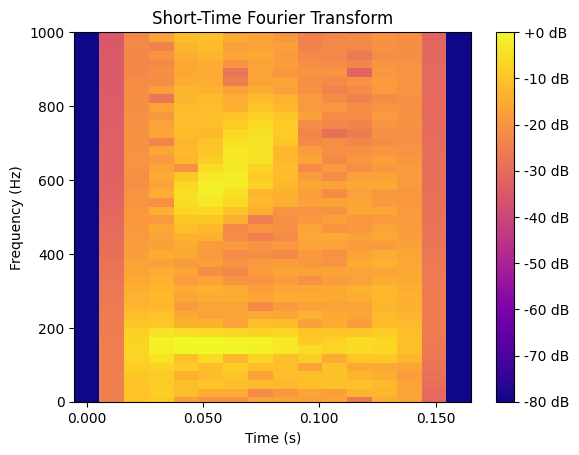 Short-Time Fourier Transform
1000
800
600
400
200
0
Frequency (Hz)
0.000
0.050
0.100
0.150
Time (s)
+0 dB
-10 dB
-20 dB
-30 dB
-40 dB
-50 dB
-60 dB
-70 dB
-80 dB